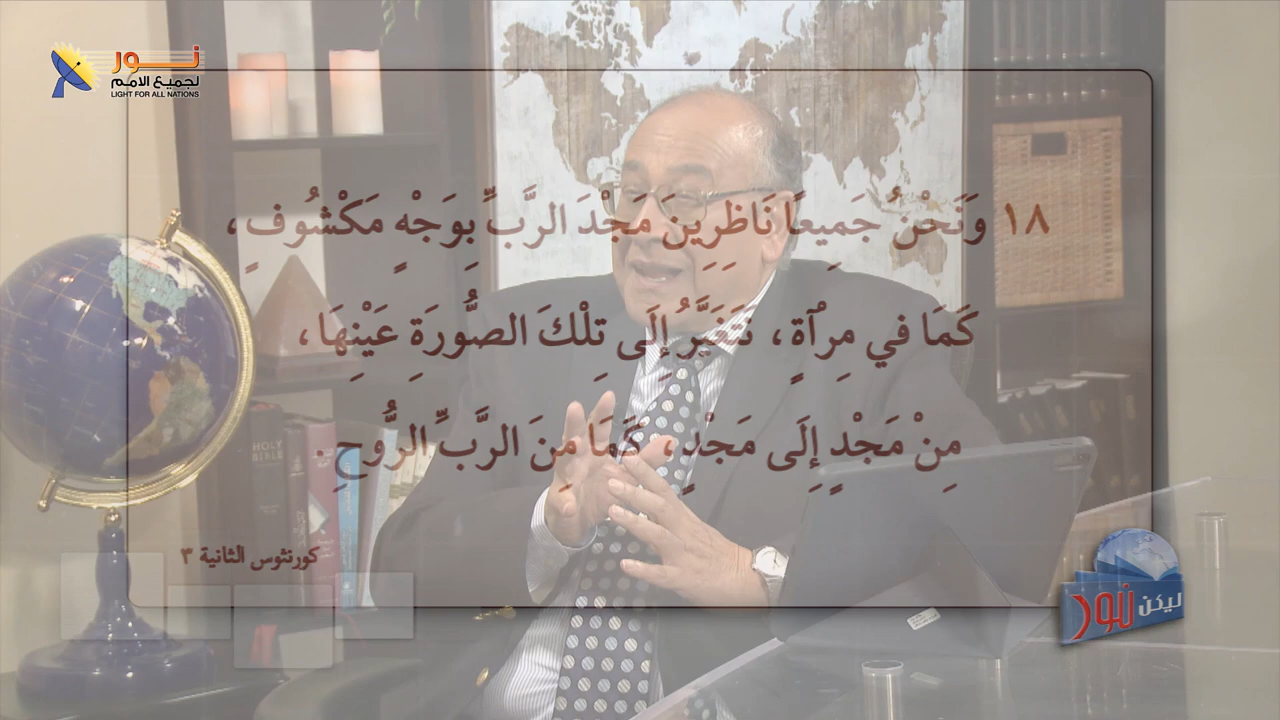 نور
لجميع الامم
LIGHT FOR ALL NATIONS
١٨ وَنَحْنُ جَمِيعًا نَاظِرِينَ مَجْدَ الرَّبِّ بِوَجْهٍ مَكْشُوفٍ،
كَمَا في مِرْآةٍ، نَتَغَيَّرُ إِلَى تِلْكَ الصُّورَةِ عَيْنِهَا،
مِنْ مَجْدٍ إِلَى مَجْدٍ، كَمَا مِنَ الرَّبِّ الرُّوحِ.
كورنثوس الثانية ٣
HOLY
BIBLE
ليكن نور